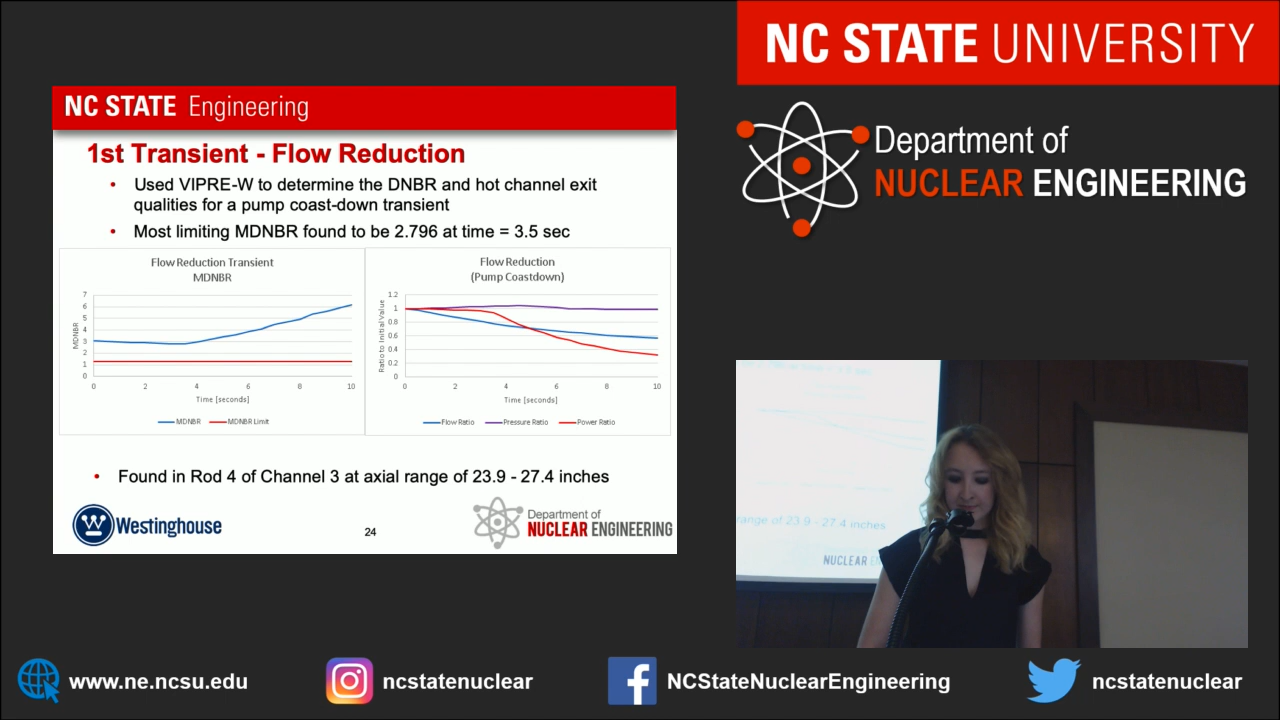 NC STATE UNIVERSITY
Department of
NUCLEAR ENGINEERING
NC STATE Engineering
1st Transient - Flow Reduction
• Used VIPRE-W to determine the DNBR and hot channel exit
qualities for a pump coast-down transient
• Most limiting MDNBR found to be 2.796 at time = 3.5 sec
Flow Reduction Transient
MDNBR
7
6
5
4
3
2
1
0
MDNBR
0 2 4 6 8 10
Time [seconds]
MDNBR MDNBR Limit
Flow Reduction
(Pump Coastdown)
1.2
1
0.8
0.6
0.4
0.2
0
Ratio to Initial Value
0 2 4 6 8 10
Time [seconds]
Flow Ratio Pressure Ratio Power Ratio
• Found in Rod 4 of Channel 3 at axial range of 23.9 - 27.4 inches
Westinghouse
24
Department of
NUCLEAR ENGINEERING
range of 23.9 - 27.4 inches
NUCLEAR
www.ne.ncsu.edu
ncstatenuclear
NCStateNuclearEngineering
ncstatenuclear